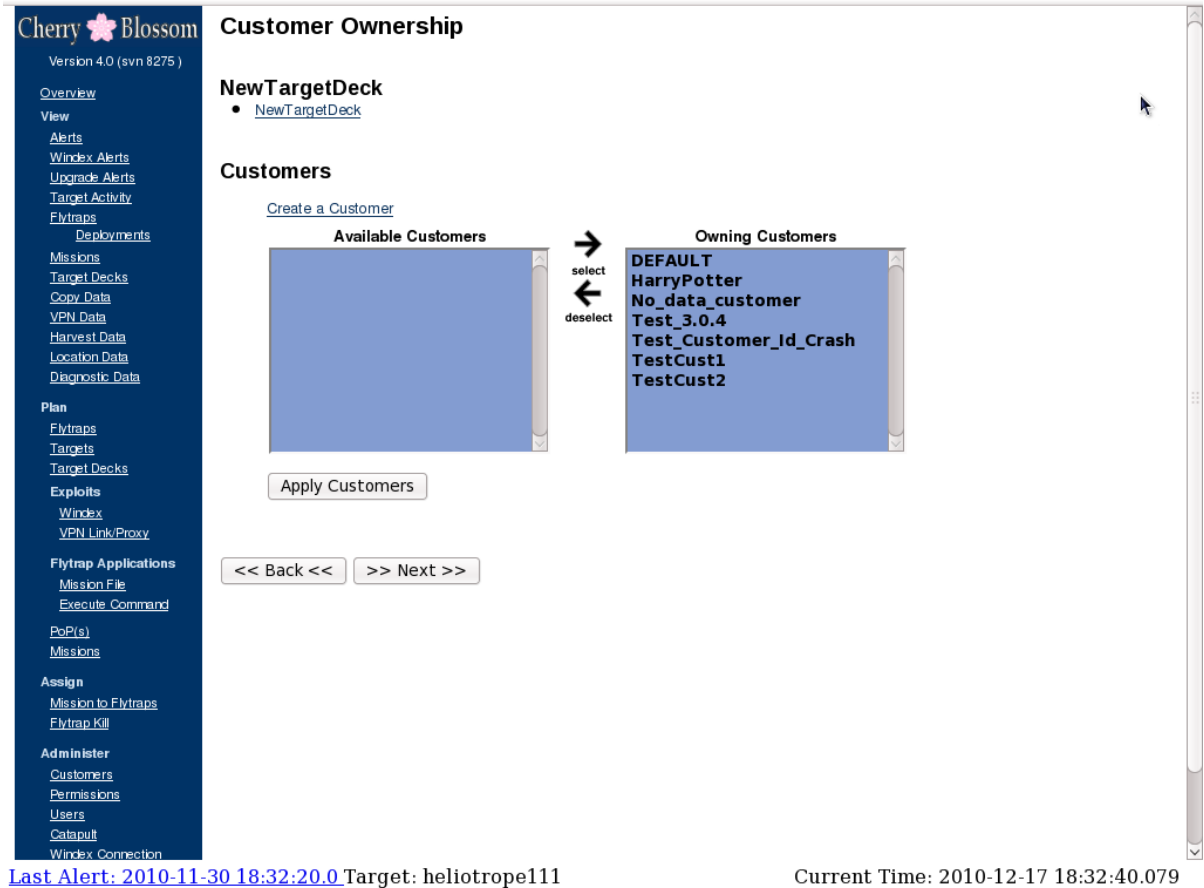 Cherry Blossom
Version 4.0 (svn 8275 )
Overview
View
Alerts
Windex Alerts
Upgrade Alerts
Target Activity
Flytraps
Deployments
Missions
Target Decks
Copy Data
VPN Data
Harvest Data
Location Data
Diagnostic Data
Plan
Flytraps
Targets
Target Decks
Exploits
Windex
VPN Link/Proxy
Flytrap Applications
Mission File
Execute Command
PoP(s)
Missions
Assign
Mission to Flytraps
Flytrap Kill
Administer
Customers
Permissions
Users
Catapult
Windex Connection
Customer Ownership
NewTargetDeck
NewTargetDeck
Customers
Create a Customer
Available Customers
select
deselect
Owning Customers
DEFAULT
HarryPotter
No_data_customer
Test_3.0.4
Test_Customer_Id_Crash
TestCust1
TestCust2
Apply Customers
<< Back << >> Next >>
Last Alert: 2010-11-30 18:32:20.0 Target: heliotrope111 Current Time: 2010-12-17 18:32:40.079